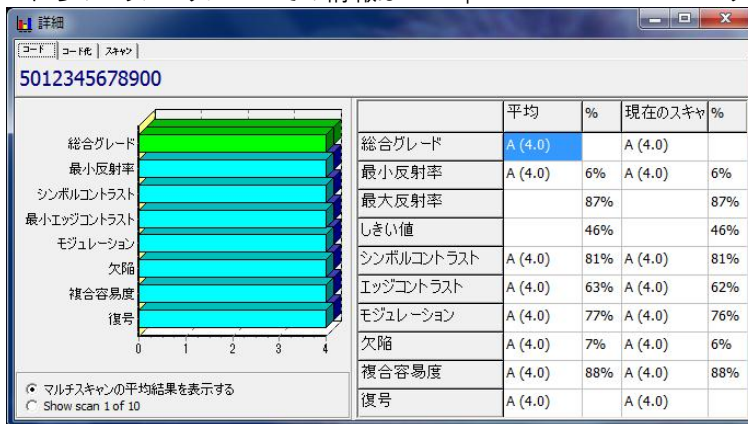 詳細
コード コード化 スキャン
5012345678900
総合グレード
最小反射率
シンボルコントラスト
最小エッジコントラスト
モジュレーション
欠陥
複合容易度
復号
0 1 2 3 4
マルチスキャンの平均結果を表示する
Show scan 1 of 10
平均 % 現在のスキャ %
総合グレード A (4.0) A (4.0)
最小反射率 A (4.0) 6% A (4.0) 6%
最大反射率 87% 87%
しきい値 46% 46%
シンボルコントラスト A (4.0) 81% A (4.0) 81%
エッジコントラスト A (4.0) 63% A (4.0) 62%
モジュレーション A (4.0) 77% A (4.0) 76%
欠陥 A (4.0) 7% A (4.0) 6%
複合容易度 A (4.0) 88% A (4.0) 88%
復号 A (4.0) A (4.0)